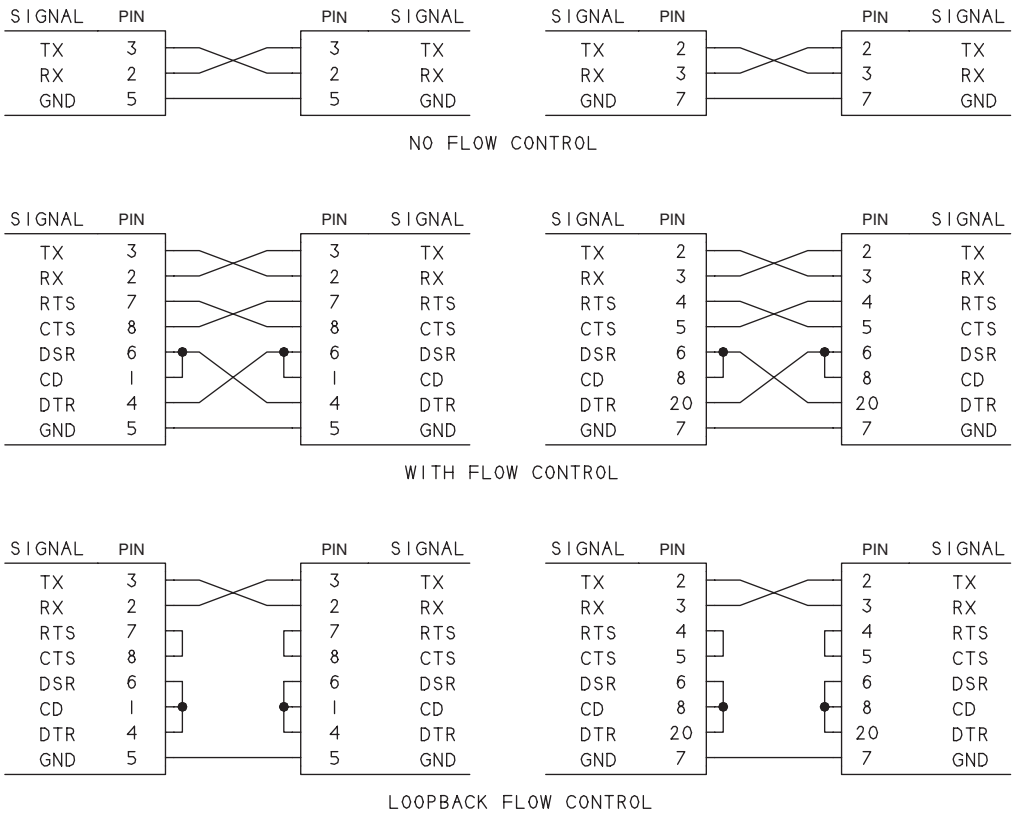 SIGNAL PIN PIN SIGNAL SIGNAL PIN PIN SIGNAL
TX 3 3 TX TX 2 2 TX
RX 2 2 RX RX 3 3 RX
GND 5 5 GND GND 7 7 GND
NO FLOW CONTROL
SIGNAL PIN PIN SIGNAL SIGNAL PIN PIN SIGNAL
TX 3 3 TX TX 2 2 TX
RX 2 2 RX RX 3 3 RX
RTS 7 7 RTS RTS 4 4 RTS
CTS 8 8 CTS CTS 5 5 CTS
DSR 6 6 DSR DSR 6 6 DSR
CD 1 1 CD CD 8 8 CD
DTR 4 4 DTR DTR 20 20 DTR
GND 5 5 GND GND 7 7 GND
WITH FLOW CONTROL
SIGNAL PIN PIN SIGNAL SIGNAL PIN PIN SIGNAL
TX 3 3 TX TX 2 2 TX
RX 2 2 RX RX 3 3 RX
RTS 7 7 RTS RTS 4 4 RTS
CTS 8 8 CTS CTS 5 5 CTS
DSR 6 6 DSR DSR 6 6 DSR
CD 1 1 CD CD 8 8 CD
DTR 4 4 DTR DTR 20 20 DTR
GND 5 5 GND GND 7 7 GND
LOOPBACK FLOW CONTROL